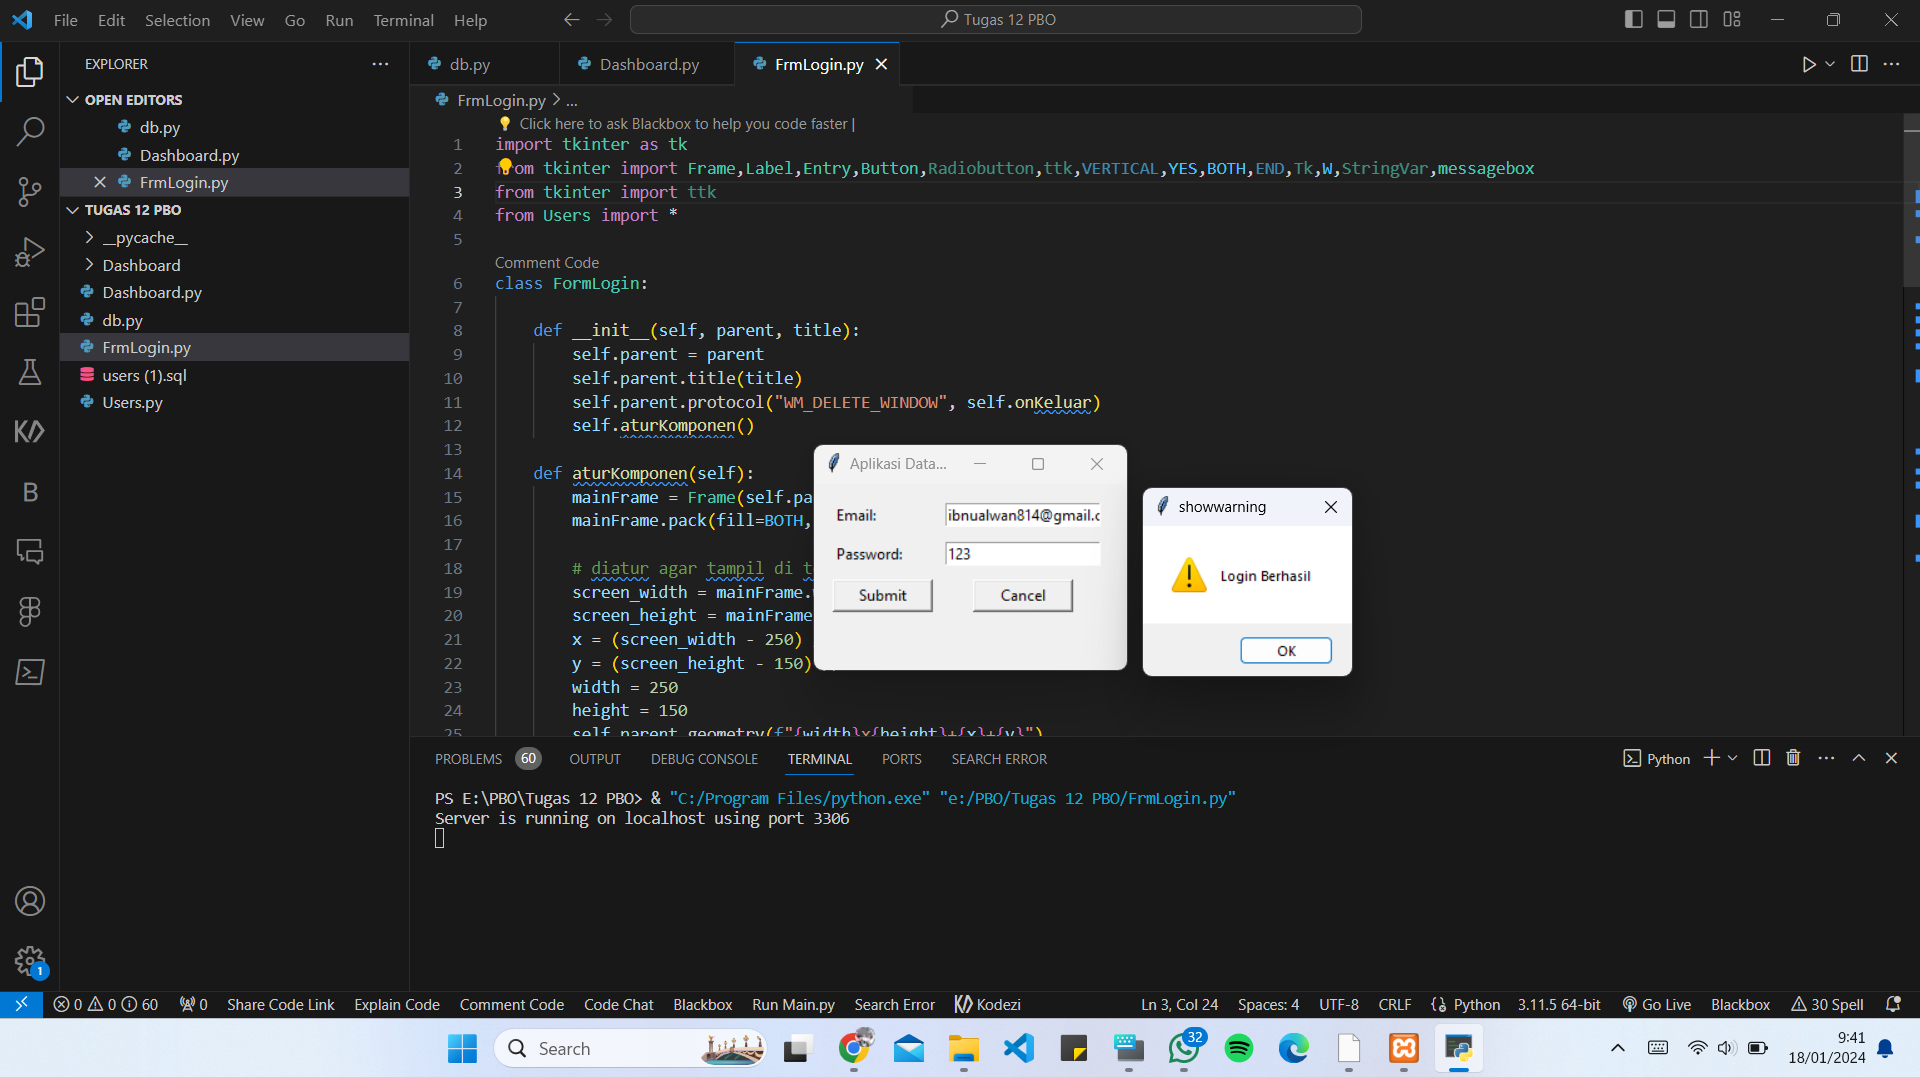 File Edit Selection View Go Run Terminal Help
Tugas 12 PBO
EXPLORER
OPEN EDITORS
db.py
Dashboard.py
FrmLogin.py
TUGAS 12 PBO
__pycache__
Dashboard
Dashboard.py
db.py
FrmLogin.py
users (1).sql
Users.py
db.py
Dashboard.py
FrmLogin.py
FrmLogin.py > ...
Click here to ask Blackbox to help you code faster |
1 import tkinter as tk
2 from tkinter import Frame,Label,Entry,Button,Radiobutton,ttk,VERTICAL,YES,BOTH,END,Tk,W,StringVar,messagebox
3 from tkinter import ttk
4 from Users import *
5
Comment Code
6 class FormLogin:
7
8 def __init__(self, parent, title):
9 self.parent = parent
10 self.parent.title(title)
11 self.parent.protocol("WM_DELETE_WINDOW", self.onKeluar)
12 self.aturKomponen()
13
14 def aturKomponen(self):
15 mainFrame = Frame(self.pa
16 mainFrame.pack(fill=BOTH,
17
18 # diatur agar tampil di t
19 screen_width = mainFrame.
20 screen_height = mainFrame
21 x = (screen_width - 250)
22 y = (screen_height - 150)
23 width = 250
24 height = 150
25 self.parent.geometry(f"{width}x{height}+{x}+{y}")
Aplikasi Data...
Email: ibnualwan814@gmail.c
Password: 123
Submit Cancel
showwarning
Login Berhasil
OK
PROBLEMS 60 OUTPUT DEBUG CONSOLE TERMINAL PORTS SEARCH ERROR
Python
PS E:\PBO\Tugas 12 PBO> & "C:/Program Files/python.exe" "e:/PBO/Tugas 12 PBO/FrmLogin.py"
Server is running on localhost using port 3306
B
1
0 0 60 0 Share Code Link Explain Code Comment Code Code Chat Blackbox Run Main.py Search Error Kodezi
Ln 3, Col 24 Spaces: 4 UTF-8 CRLF Python 3.11.5 64-bit Go Live Blackbox 30 Spell
Search
32
9:41
18/01/2024